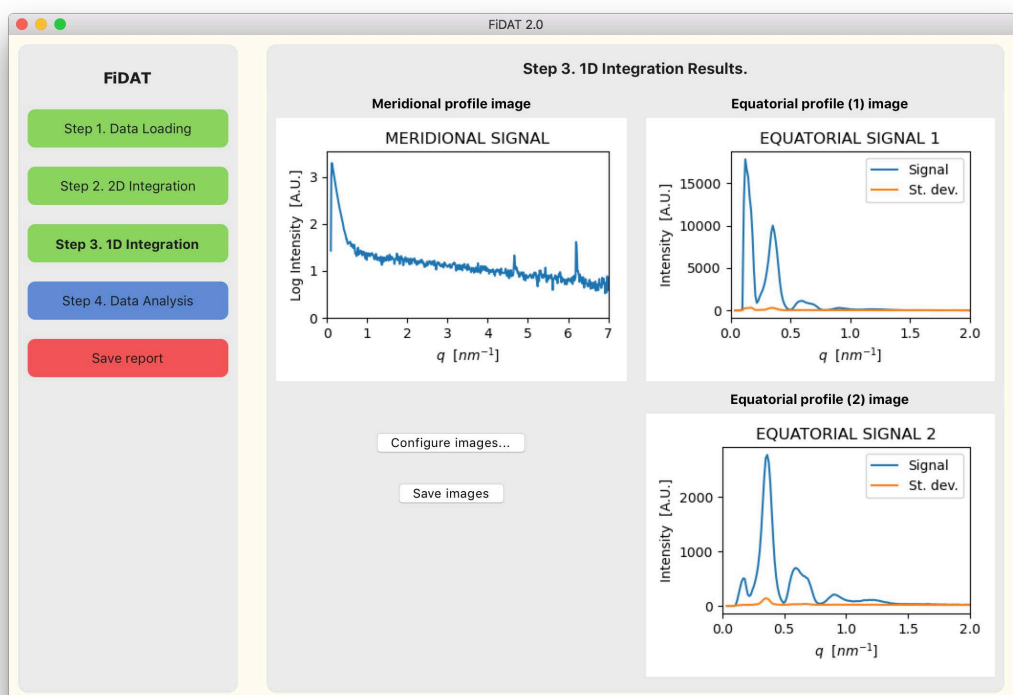 FiDAT 2.0
FiDAT
Step 1. Data Loading
Step 2. 2D Integration
Step 3. 1D Integration
Step 4. Data Analysis
Save report
Step 3. 1D Integration Results.
Meridional profile image
MERIDIONAL SIGNAL
Log Intensity [A.U.]
3
2
1
0
0 1 2 3 4 5 6 7
q [nm⁻¹]
Configure images...
Save images
Equatorial profile (1) image
EQUATORIAL SIGNAL 1
Signal
St. dev.
Intensity [A.U.]
15000
10000
5000
0
0.0 0.5 1.0 1.5 2.0
q [nm⁻¹]
Equatorial profile (2) image
EQUATORIAL SIGNAL 2
Signal
St. dev.
Intensity [A.U.]
2000
1000
0
0.0 0.5 1.0 1.5 2.0
q [nm⁻¹]